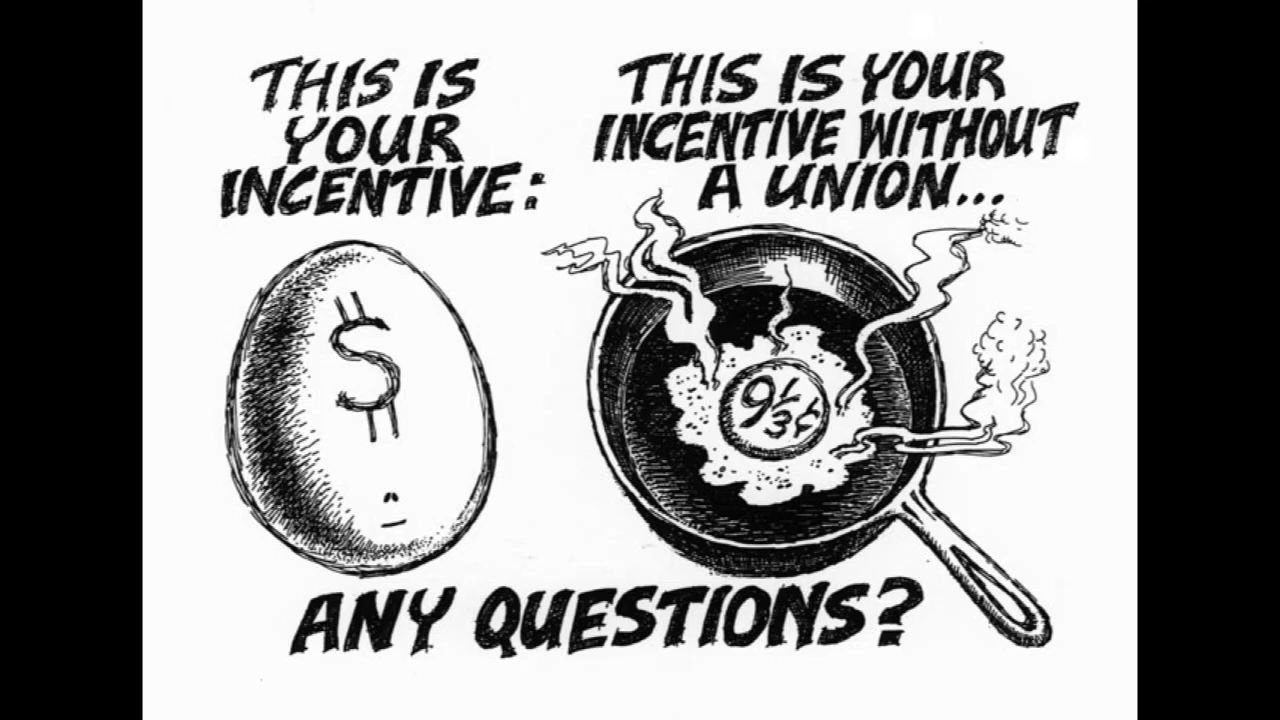 THIS IS
YOUR
INCENTIVE:
$
THIS IS YOUR
INCENTIVE WITHOUT
A UNION...
9 1/3¢
ANY QUESTIONS?